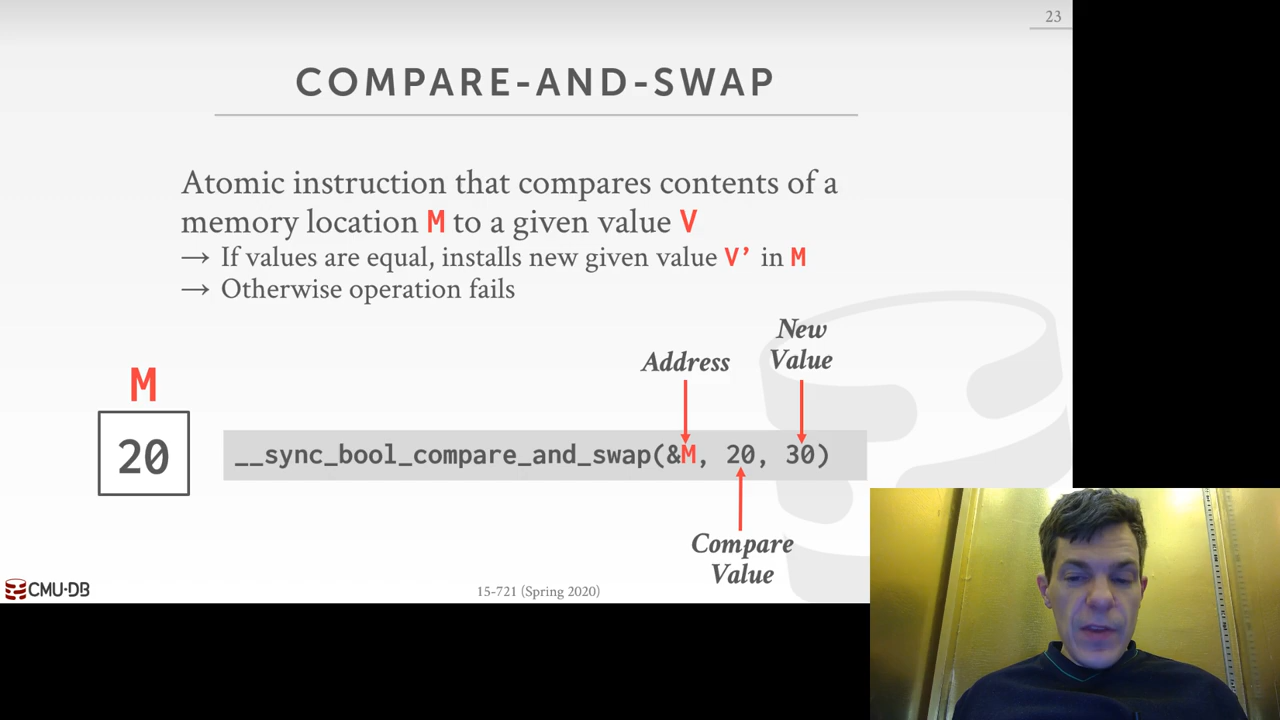 23
COMPARE-AND-SWAP
Atomic instruction that compares contents of a
memory location M to a given value V
→ If values are equal, installs new given value V’ in M
→ Otherwise operation fails
New
Value
Address
M
20
__sync_bool_compare_and_swap(&M, 20, 30)
Compare
Value
CMU·DB
15-721 (Spring 2020)